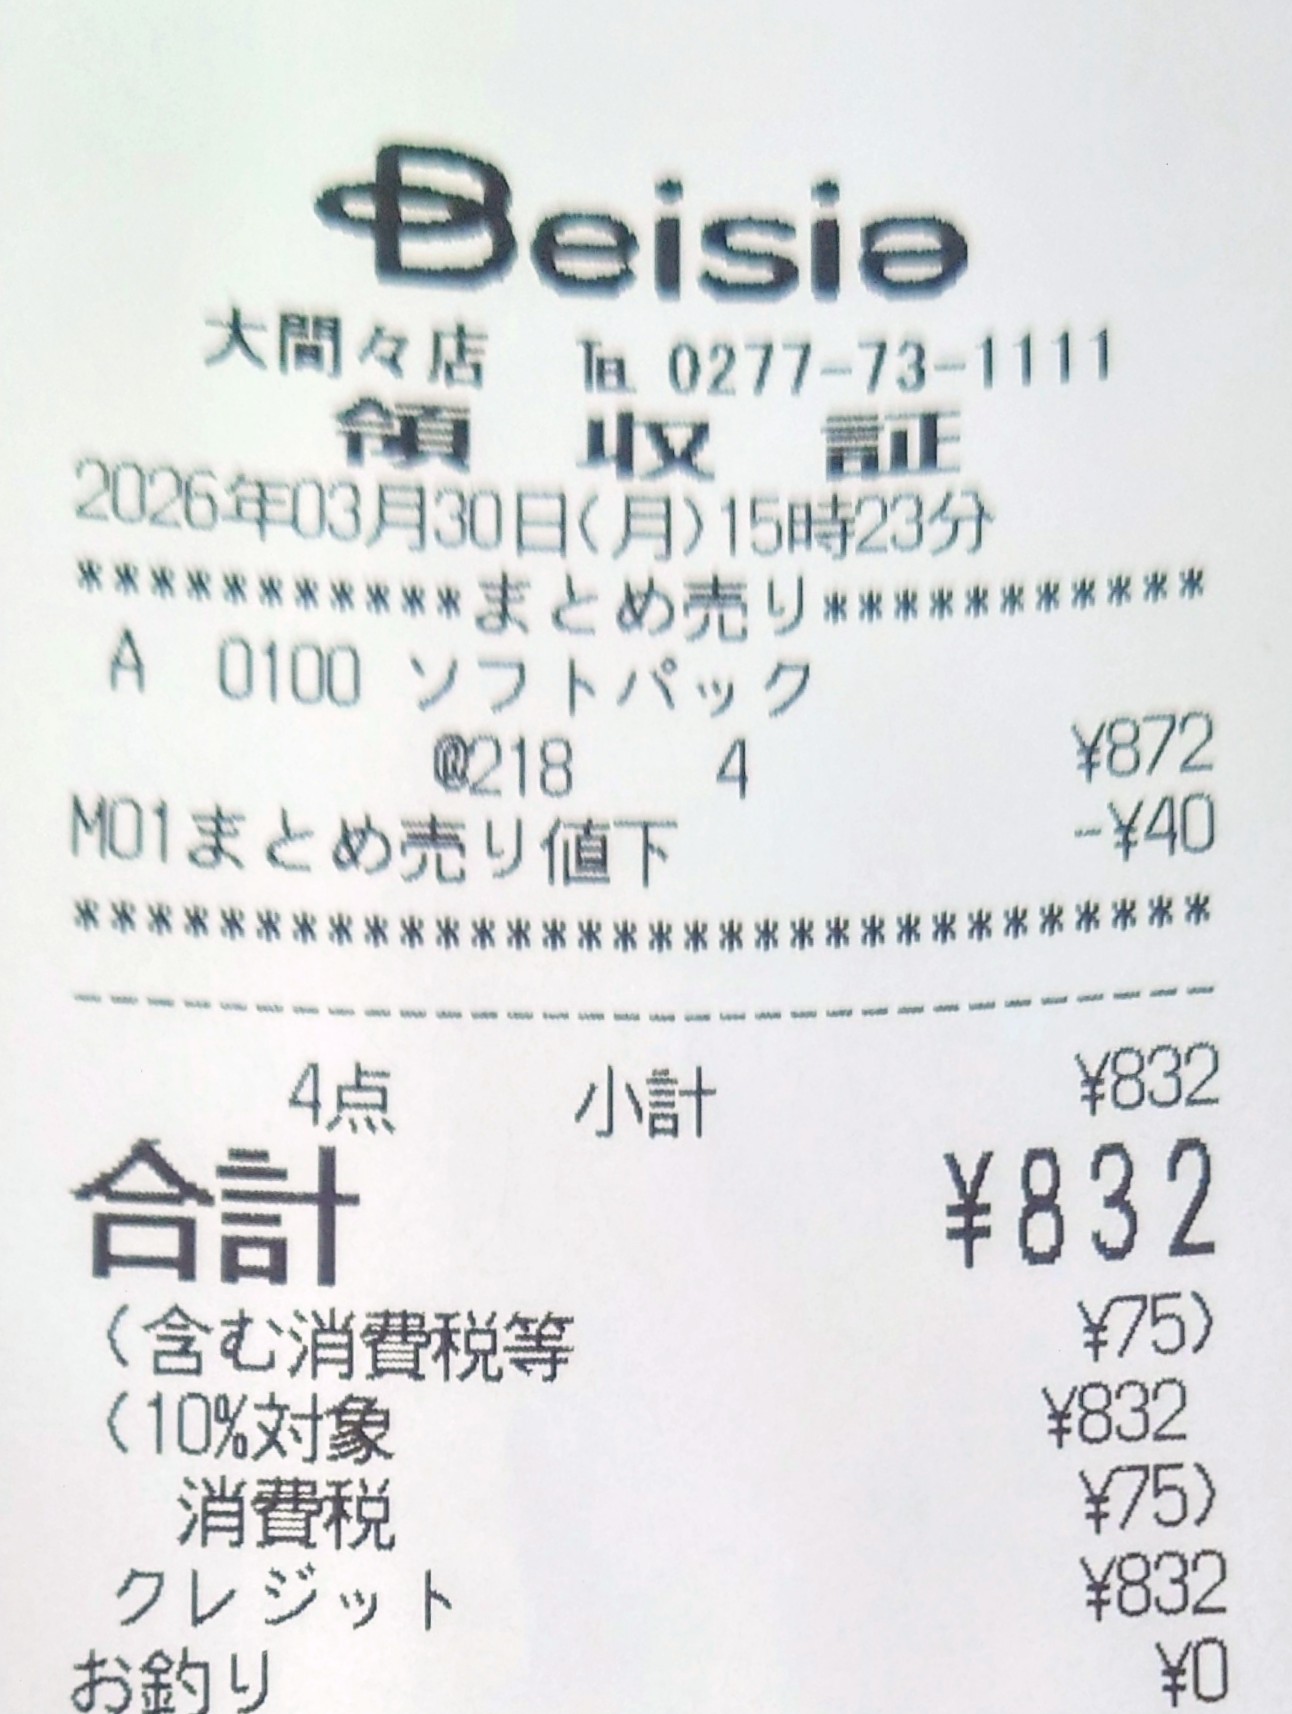 Beisia
大間々店 ℡ 0277-73-1111
領 収 証
2026年03月30日(月)15時23分
***********まとめ売り***********
A 0100 ソフトパック
@218 4 ¥872
M01まとめ売り値下 -¥40
********************************
--------------------------------
4点 小計 ¥832
合計 ¥832
(含む消費税等 ¥75)
(10%対象 ¥832
消費税 ¥75)
クレジット ¥832
お釣り ¥0